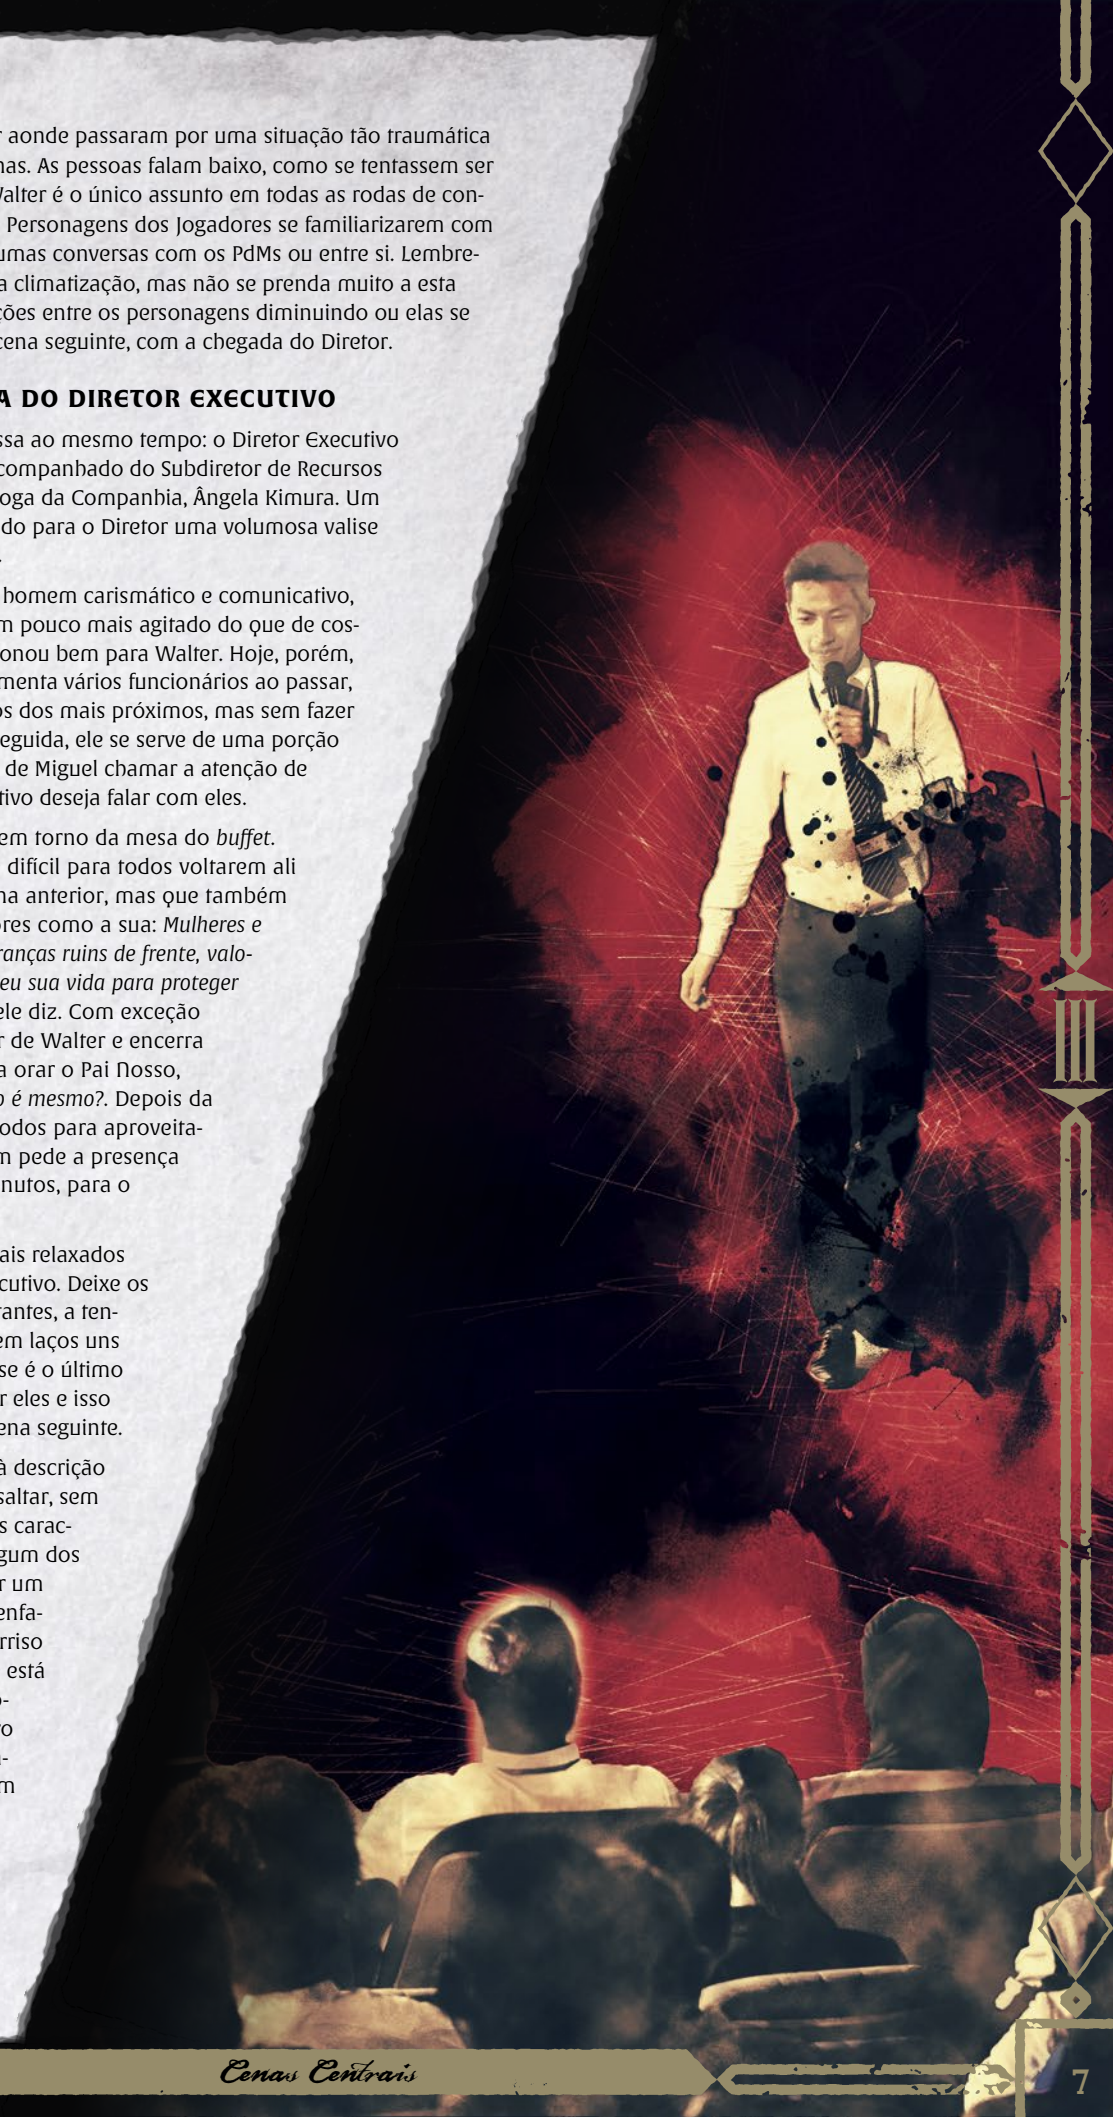 aonde passaram por uma situação tão traumática
As pessoas falam baixo, como se tentassem ser
Walter é o único assunto em todas as rodas de con-
Personagens dos Jogadores se familiarizarem com
umas conversas com os PdMs ou entre si. Lembre-
a climatização, mas não se prenda muito a esta
ções entre os personagens diminuindo ou elas se
cena seguinte, com a chegada do Diretor.
A DO DIRETOR EXECUTIVO
ssa ao mesmo tempo: o Diretor Executivo
companhado do Subdiretor de Recursos
oga da Companhia, Ângela Kimura. Um
do para o Diretor uma volumosa valise
.
homem carismático e comunicativo,
m pouco mais agitado do que de cos-
onou bem para Walter. Hoje, porém,
menta vários funcionários ao passar,
os dos mais próximos, mas sem fazer
eguida, ele se serve de uma porção
de Miguel chamar a atenção de
tivo deseja falar com eles.
em torno da mesa do buffet.
difícil para todos voltarem ali
na anterior, mas que também
ores como a sua: Mulheres e
ranças ruins de frente, valo-
eu sua vida para proteger
ele diz. Com exceção
r de Walter e encerra
a orar o Pai Nosso,
o é mesmo?. Depois da
odos para aproveita-
m pede a presença
nutos, para o
ais relaxados
cutivo. Deixe os
rantes, a ten-
em laços uns
se é o último
r eles e isso
ena seguinte.
à descrição
saltar, sem
s carac-
gum dos
r um
enfa-
rriso
está
o-
ro
a-
m
Cenas Centrais
7